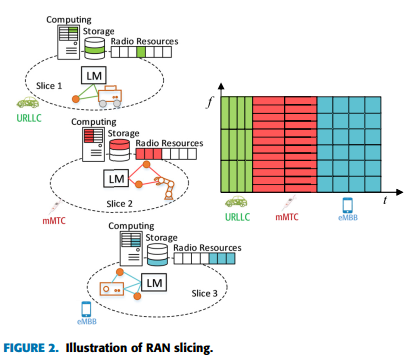 Computing
Storage
Radio Resources
LM
Slice 1
URLLC
Computing
Storage
Radio Resources
LM
Slice 2
mMTC
Computing
Storage
Radio Resources
LM
Slice 3
eMBB
f
t
URLLC
mMTC
eMBB
FIGURE 2. Illustration of RAN slicing.